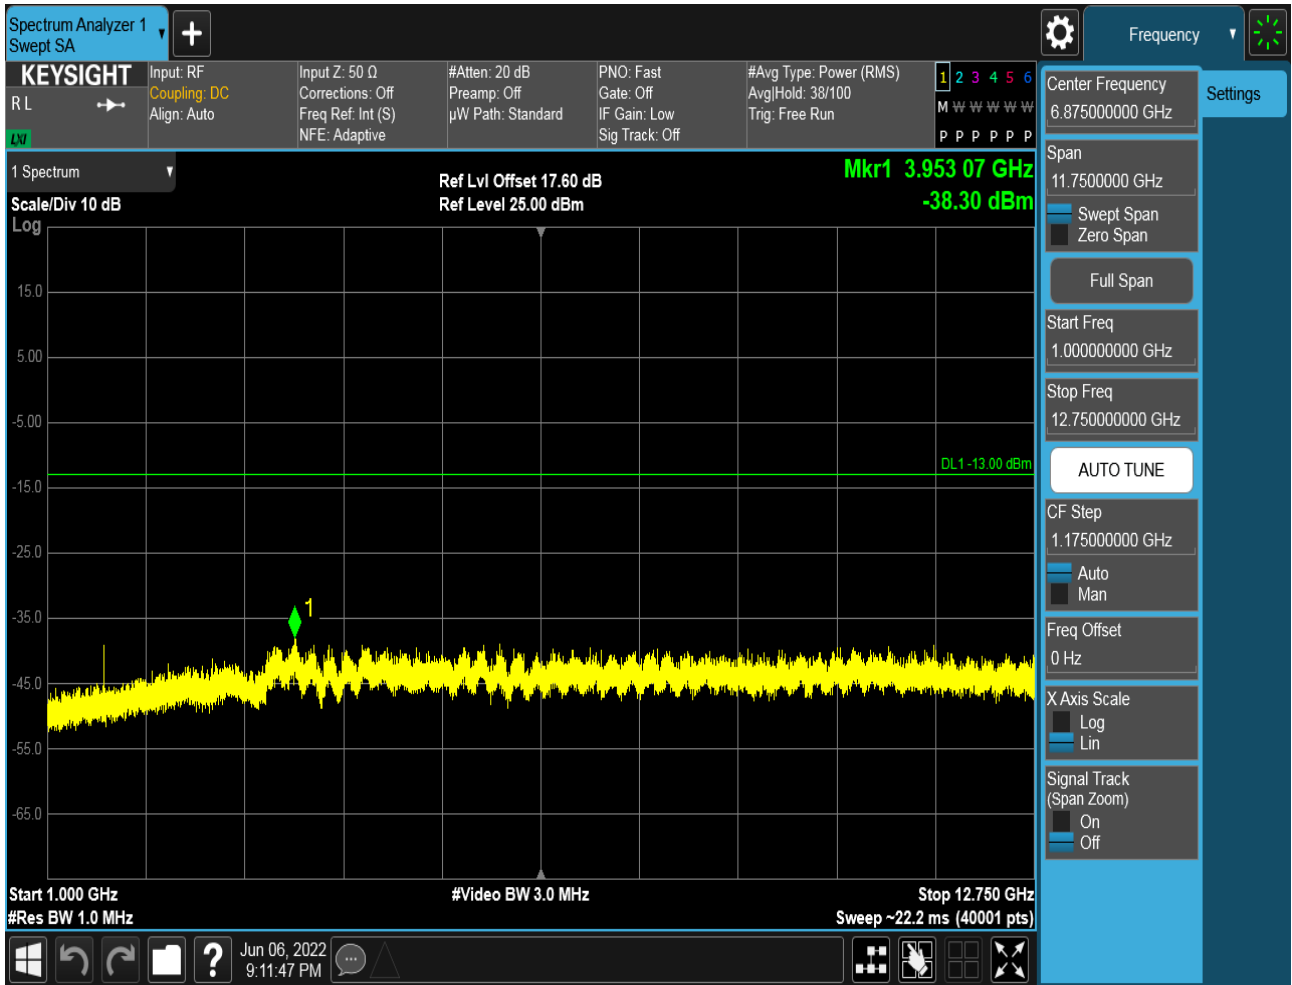 Spectrum Analyzer 1
Swept SA
Frequency
KEYSIGHT
R L
LXI
Input: RF
Coupling: DC
Align: Auto
Input Z: 50 Ω
Corrections: Off
Freq Ref: Int (S)
NFE: Adaptive
#Atten: 20 dB
Preamp: Off
µW Path: Standard
PNO: Fast
Gate: Off
IF Gain: Low
Sig Track: Off
#Avg Type: Power (RMS)
Avg|Hold: 38/100
Trig: Free Run
1 2 3 4 5 6
M W W W W W
P P P P P P
1 Spectrum
Scale/Div 10 dB
Log
Ref Lvl Offset 17.60 dB
Ref Level 25.00 dBm
Mkr1 3.953 07 GHz
-38.30 dBm
15.0
5.00
-5.00
DL1 -13.00 dBm
-15.0
-25.0
-35.0
1
-45.0
-55.0
-65.0
Start 1.000 GHz
#Res BW 1.0 MHz
#Video BW 3.0 MHz
Stop 12.750 GHz
Sweep ~22.2 ms (40001 pts)
?
Jun 06, 2022
9:11:47 PM
Center Frequency
6.875000000 GHz
Settings
Span
11.7500000 GHz
Swept Span
Zero Span
Full Span
Start Freq
1.000000000 GHz
Stop Freq
12.750000000 GHz
AUTO TUNE
CF Step
1.175000000 GHz
Auto
Man
Freq Offset
0 Hz
X Axis Scale
Log
Lin
Signal Track
(Span Zoom)
On
Off